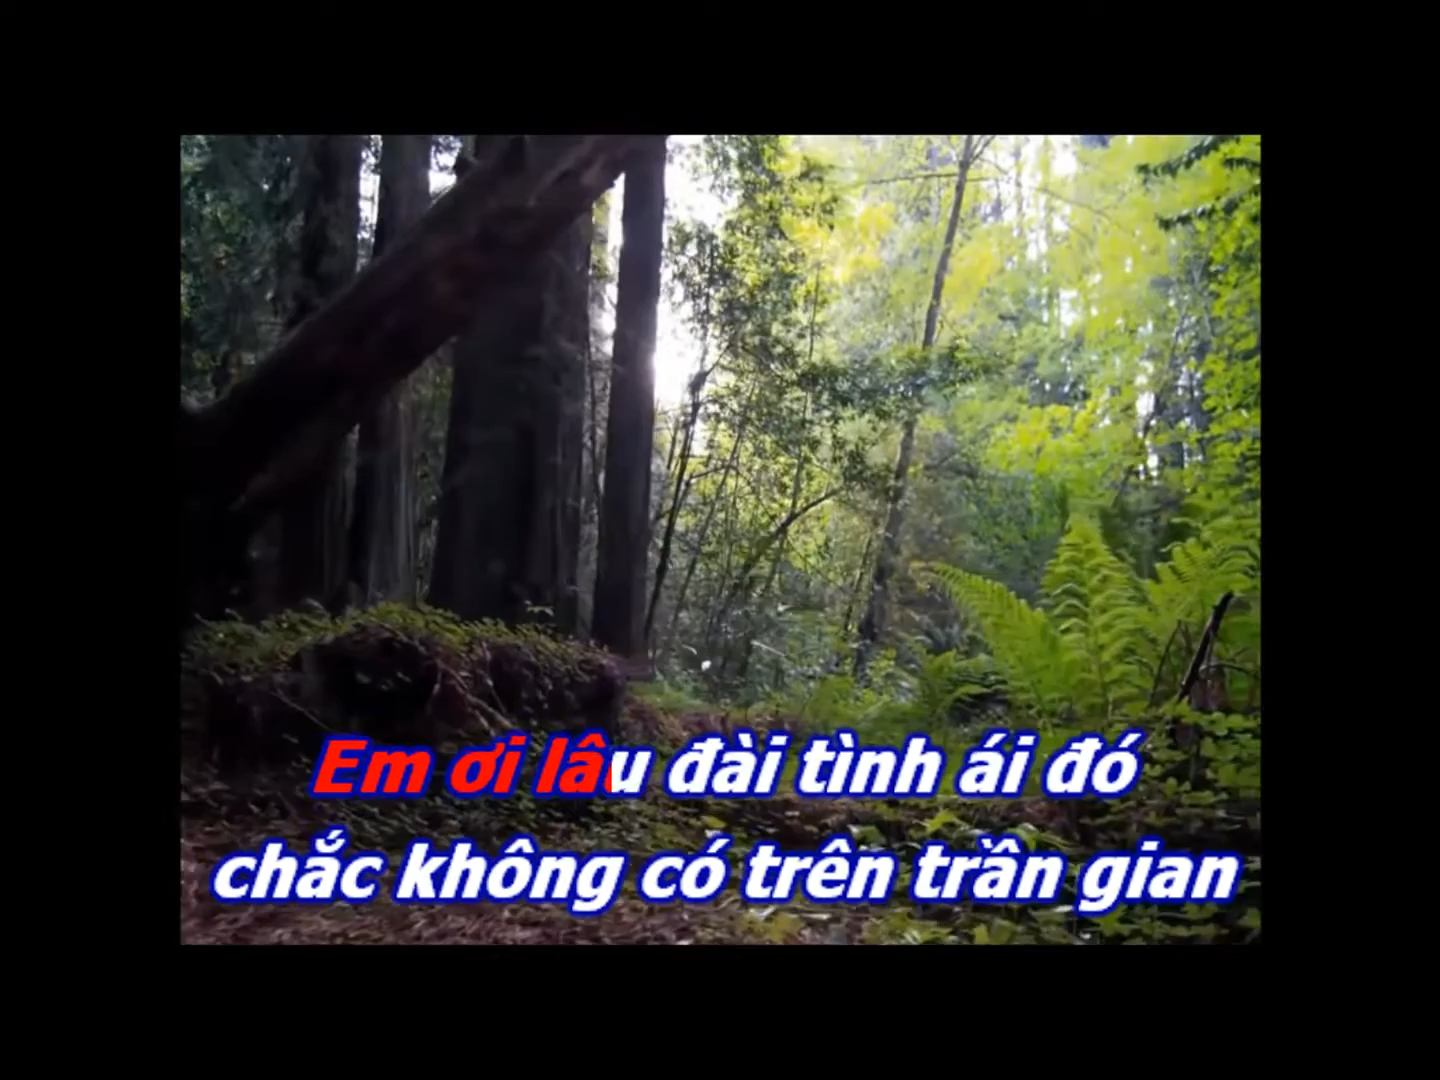 Em ơi lâu đài tình ái đó
chắc không có trên trần gian